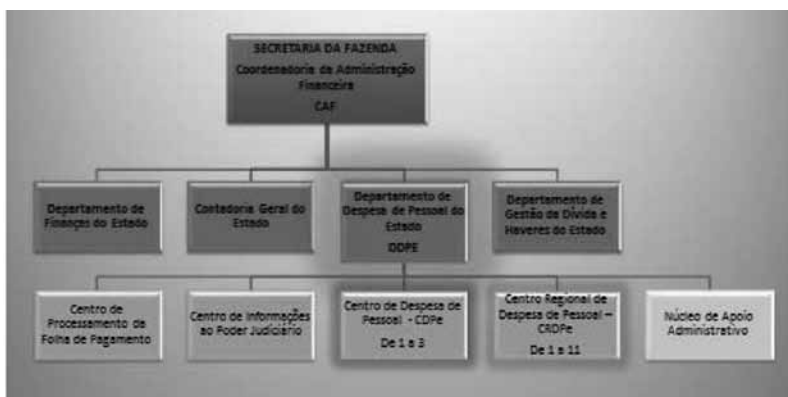 SECRETARIA DA FAZENDA
Coordenadoria da Administração
Financeira
CAF
Departamento de
Finanças do Estado
Contadoria Geral do
Estado
Departamento de
Despesa de Pessoal do
Estado
DDPE
Departamento de
Gestão da Dívida e
Haveres do Estado
Centro de
Processamento da
Folha de Pagamento
Centro de Informações
ao Poder Judiciário
Centro de Despesa de
Pessoal - CDPe
De 1 a 3
Centro Regional de
Despesa de Pessoal –
CRDPe
De 1 a 11
Núcleo de Apoio
Administrativo